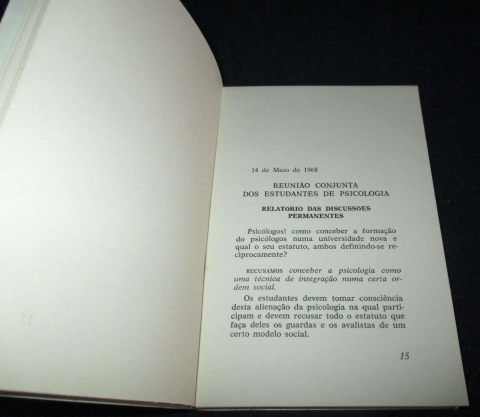 14 de Maio de 1968
REUNIÃO CONJUNTA
DOS ESTUDANTES DE PSICOLOGIA
RELATORIO DAS DISCUSSÕES
PERMANENTES
Psicólogos! como conceber a formação
do psicólogos numa universidade nova e
qual o seu estatuto, ambos definindo-se re-
ciprocamente?
RECUSAMOS conceber a psicologia como
uma técnica de integração numa certa or-
dem social.
Os estudantes devem tomar consciência
desta alienação da psicologia na qual parti-
cipam e devem recusar todo o estatuto que
faça deles os guardas e os avalistas de um
certo modelo social.
15